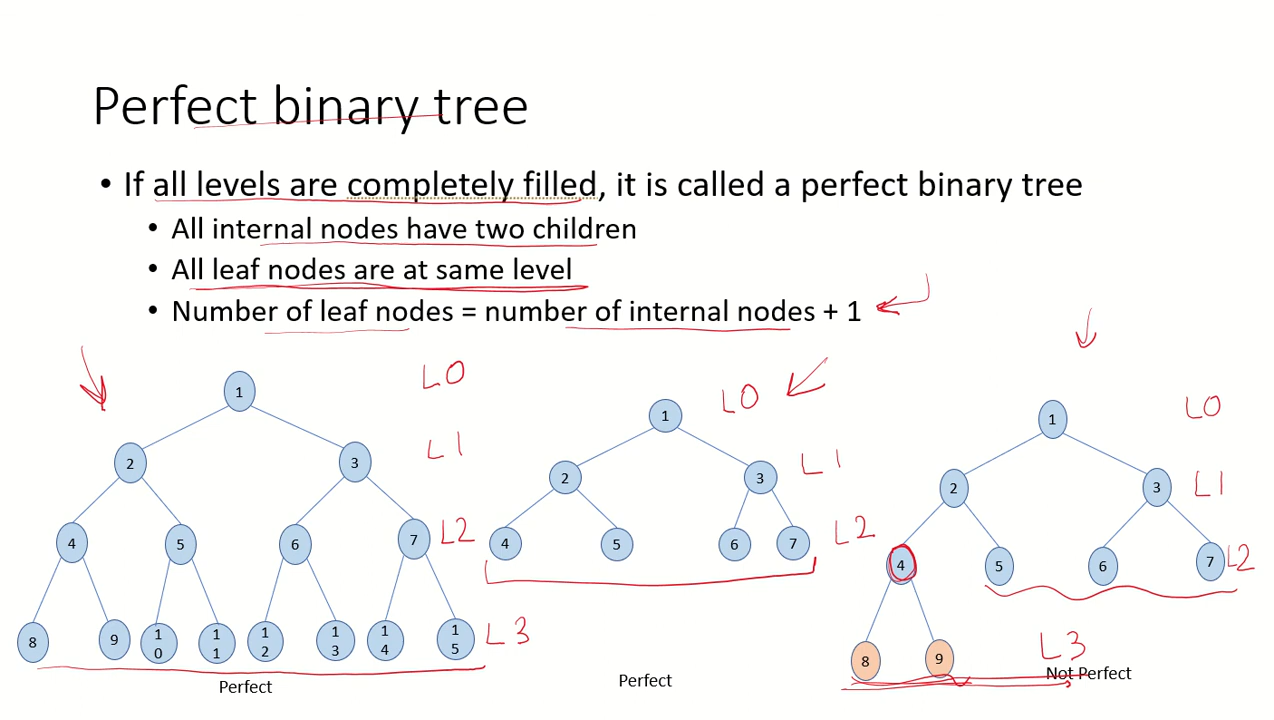 Perfect binary tree
• If all levels are completely filled, it is called a perfect binary tree
• All internal nodes have two children
• All leaf nodes are at same level
• Number of leaf nodes = number of internal nodes + 1
1
L0
2
3
L1
4
5
6
7
L2
8
9
10
11
12
13
14
15
L3
Perfect
1
L0
2
3
L1
4
5
6
7
L2
Perfect
1
L0
2
3
L1
4
5
6
7
L2
8
9
L3
Not Perfect